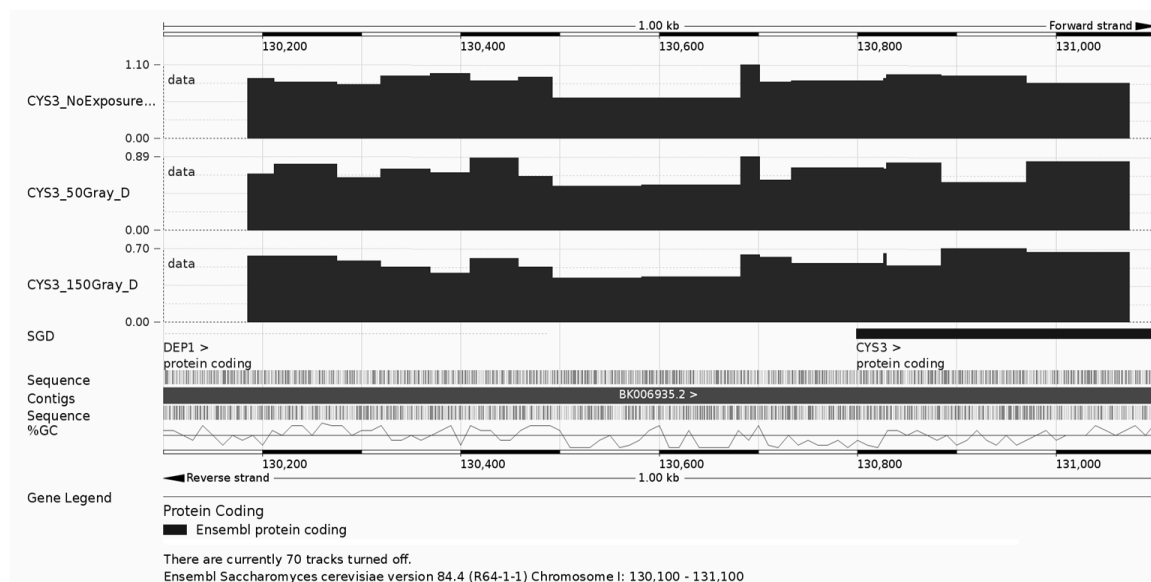 1.00 kb Forward strand
130,200 130,400 130,600 130,800 131,000
1.10
data
CYS3_NoExposure...
0.00
0.89
data
CYS3_50Gray_D
0.00
0.70
data
CYS3_150Gray_D
0.00
SGD
DEP1 > CYS3 >
protein coding protein coding
Sequence
Contigs BK006935.2 >
Sequence
%GC
130,200 130,400 130,600 130,800 131,000
Reverse strand 1.00 kb
Gene Legend
Protein Coding
Ensembl protein coding
There are currently 70 tracks turned off.
Ensembl Saccharomyces cerevisiae version 84.4 (R64-1-1) Chromosome I: 130,100 - 131,100